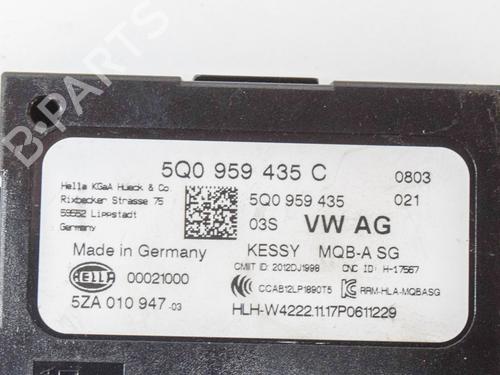 5Q0 959 435 C 0803
Hella KGaA Hueck & Co.
Rixbecker Strasse 75
59552 Lippstadt
Germany
5Q0 959 435 021
03S VW AG
Made in Germany KESSY MQB-A SG
CMIIT ID: 2012DJ1998 CNC ID: H-17567
HELLA 00021000 CCAB12LP1890T5 RRM-HLA-MQBASG
5ZA 010 947-03 HLH-W4222.11.17P0611229
B-PARTS